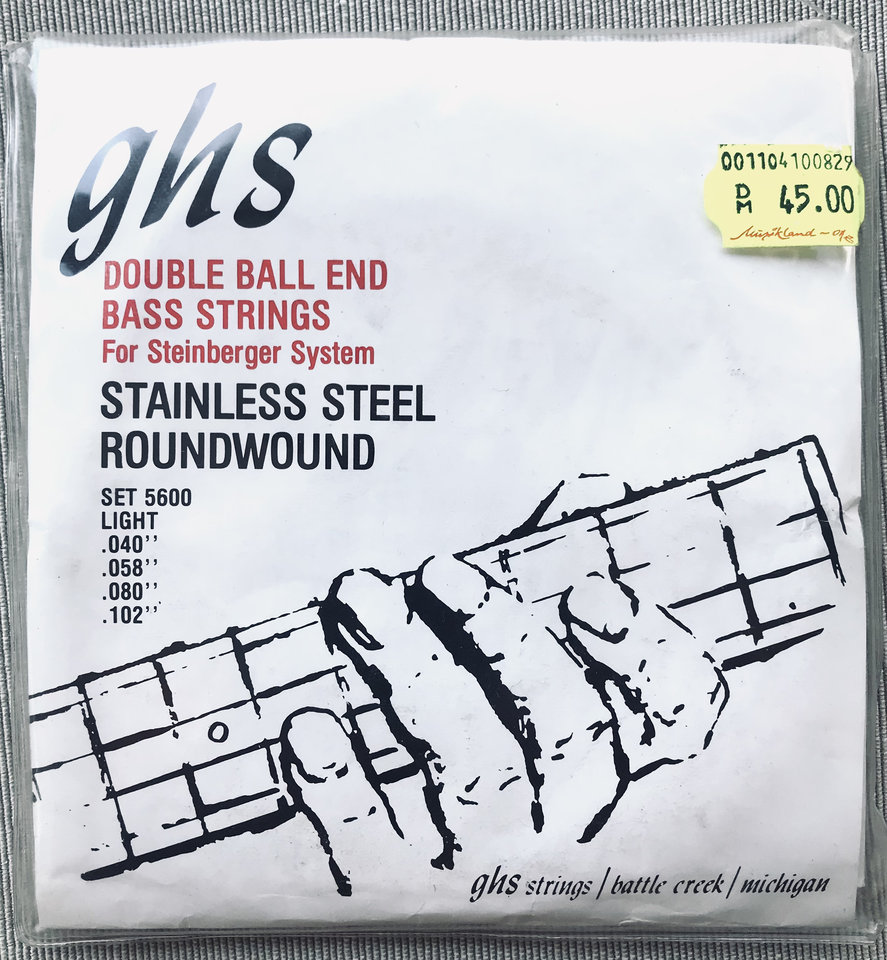 ghs
001104100829
DM 45.00
DOUBLE BALL END
BASS STRINGS
For Steinberger System
STAINLESS STEEL
ROUNDWOUND
SET 5600
LIGHT
.040’’
.058’’
.080’’
.102’’
ghs strings / battle creek / michigan